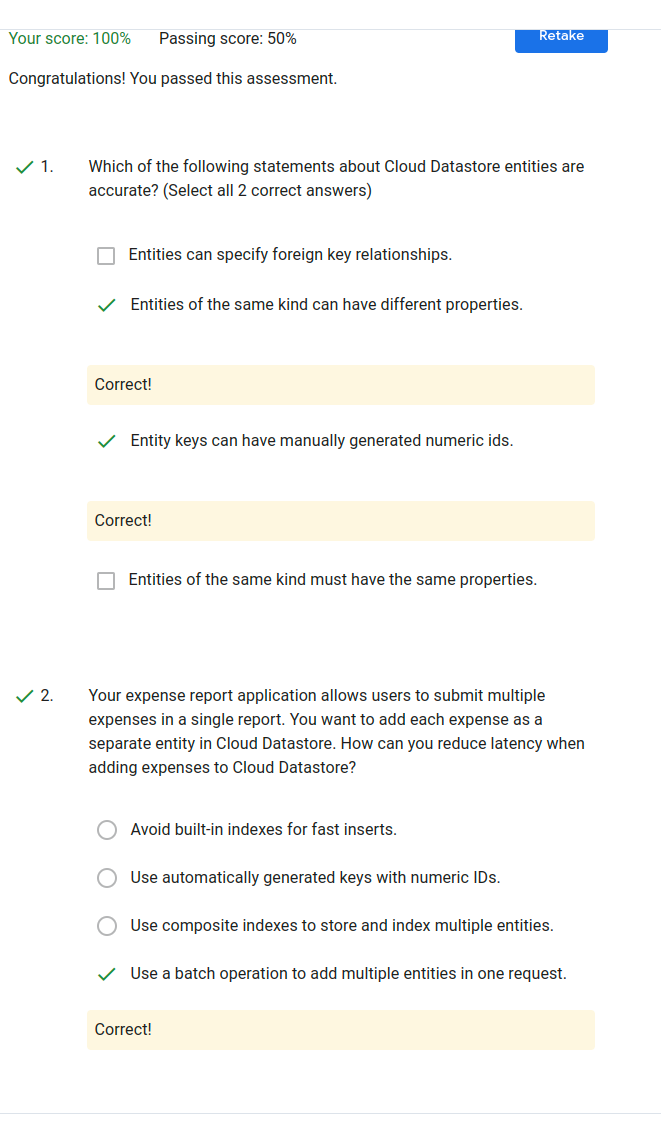 Your score: 100% Passing score: 50% Retake
Congratulations! You passed this assessment.
1. Which of the following statements about Cloud Datastore entities are
accurate? (Select all 2 correct answers)
Entities can specify foreign key relationships.
Entities of the same kind can have different properties.
Correct!
Entity keys can have manually generated numeric ids.
Correct!
Entities of the same kind must have the same properties.
2. Your expense report application allows users to submit multiple
expenses in a single report. You want to add each expense as a
separate entity in Cloud Datastore. How can you reduce latency when
adding expenses to Cloud Datastore?
Avoid built-in indexes for fast inserts.
Use automatically generated keys with numeric IDs.
Use composite indexes to store and index multiple entities.
Use a batch operation to add multiple entities in one request.
Correct!